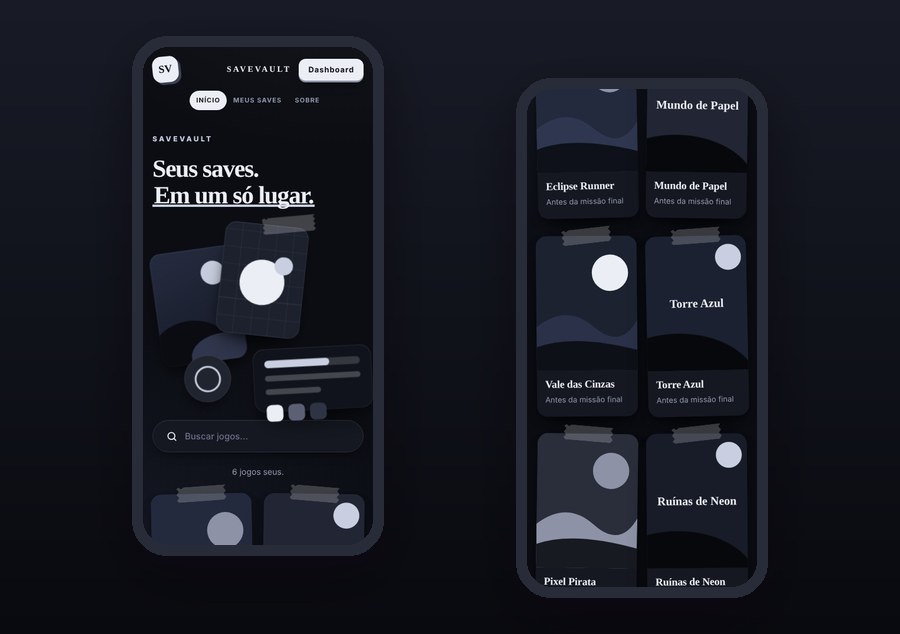 SV
SAVEVAULT
Dashboard
INÍCIO
MEUS SAVES
SOBRE
SAVEVAULT
Seus saves.
Em um só lugar.
Buscar jogos...
6 jogos seus.
Mundo de Papel
Eclipse Runner
Antes da missão final
Mundo de Papel
Antes da missão final
Torre Azul
Vale das Cinzas
Antes da missão final
Torre Azul
Antes da missão final
Ruínas de Neon
Pixel Pirata
Ruínas de Neon